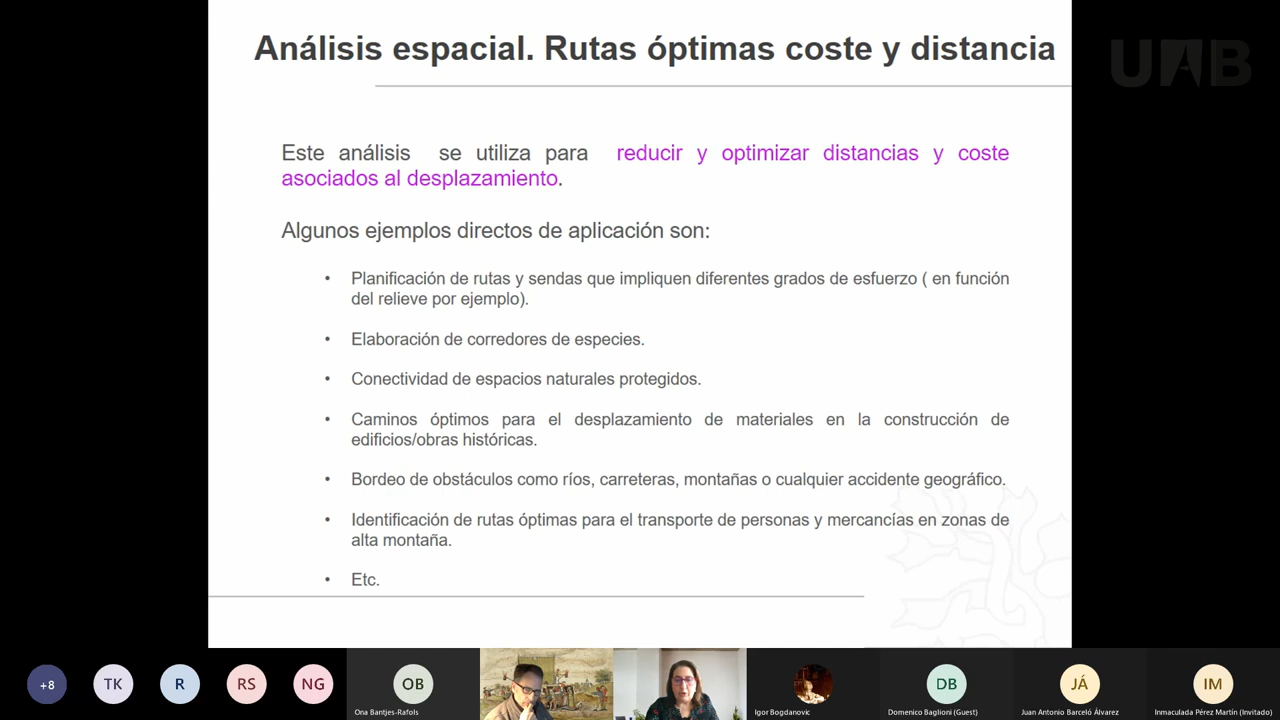 Análisis espacial. Rutas óptimas coste y distancia
UAB
Este análisis se utiliza para reducir y optimizar distancias y coste
asociados al desplazamiento.
Algunos ejemplos directos de aplicación son:
• Planificación de rutas y sendas que impliquen diferentes grados de esfuerzo ( en función
del relieve por ejemplo).
• Elaboración de corredores de especies.
• Conectividad de espacios naturales protegidos.
• Caminos óptimos para el desplazamiento de materiales en la construcción de
edificios/obras históricas.
• Bordeo de obstáculos como ríos, carreteras, montañas o cualquier accidente geográfico.
• Identificación de rutas óptimas para el transporte de personas y mercancías en zonas de
alta montaña.
• Etc.
+8
TK
R
RS
NG
OB
DB
JÁ
IM
Ona Bantjes-Rafols
Igor Bogdanovic
Domenico Baglioni (Guest)
Juan Antonio Barceló Álvarez
Inmaculada Pérez Martín (Invitado)